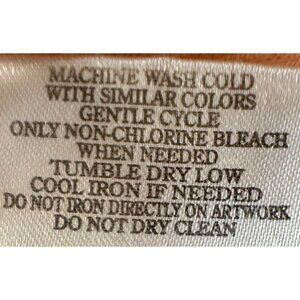 MACHINE WASH COLD
WITH SIMILAR COLORS
GENTLE CYCLE
ONLY NON-CHLORINE BLEACH
WHEN NEEDED
TUMBLE DRY LOW
COOL IRON IF NEEDED
DO NOT IRON DIRECTLY ON ARTWORK
DO NOT DRY CLEAN